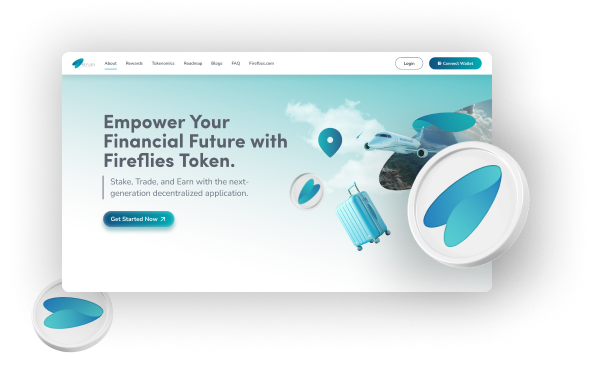 About Rewards Tokenomics Roadmap Blogs FAQ Fireflies.com Login Connect Wallet
Empower Your
Financial Future with
Fireflies Token.
Stake, Trade, and Earn with the next-
generation decentralized application.
Get Started Now